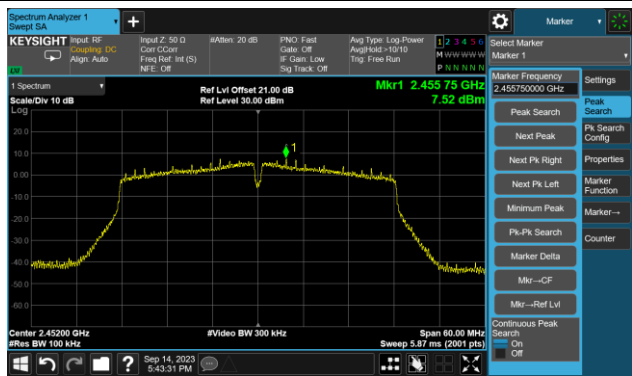 Spectrum Analyzer 1
Swept SA
Marker
KEYSIGHT
Input: RF
Coupling: DC
Align: Auto
Input Z: 50 Ω
Corr CCorr
Freq Ref: Int (S)
NFE: Off
#Atten: 20 dB
PNO: Fast
Gate: Off
IF Gain: Low
Sig Track: Off
Avg Type: Log-Power
Avg|Hold:>10/10
Trig: Free Run
1 2 3 4 5 6
M W W W W W
P N N N N N
LXI
Select Marker
Marker 1
1 Spectrum
Scale/Div 10 dB
Log
Ref Lvl Offset 21.00 dB
Ref Level 30.00 dBm
Mkr1 2.455 75 GHz
7.52 dBm
20.0
10.0
0.00
-10.0
-20.0
-30.0
-40.0
-50.0
-60.0
1
Center 2.45200 GHz
#Res BW 100 kHz
#Video BW 300 kHz
Span 60.00 MHz
Sweep 5.87 ms (2001 pts)
Marker Frequency
2.455750000 GHz
Peak Search
Next Peak
Next Pk Right
Next Pk Left
Minimum Peak
Pk-Pk Search
Marker Delta
Mkr→CF
Mkr→Ref Lvl
Continuous Peak
Search
On
Off
Settings
Peak
Search
Pk Search
Config
Properties
Marker
Function
Marker→
Counter
?
Sep 14, 2023
5:43:31 PM